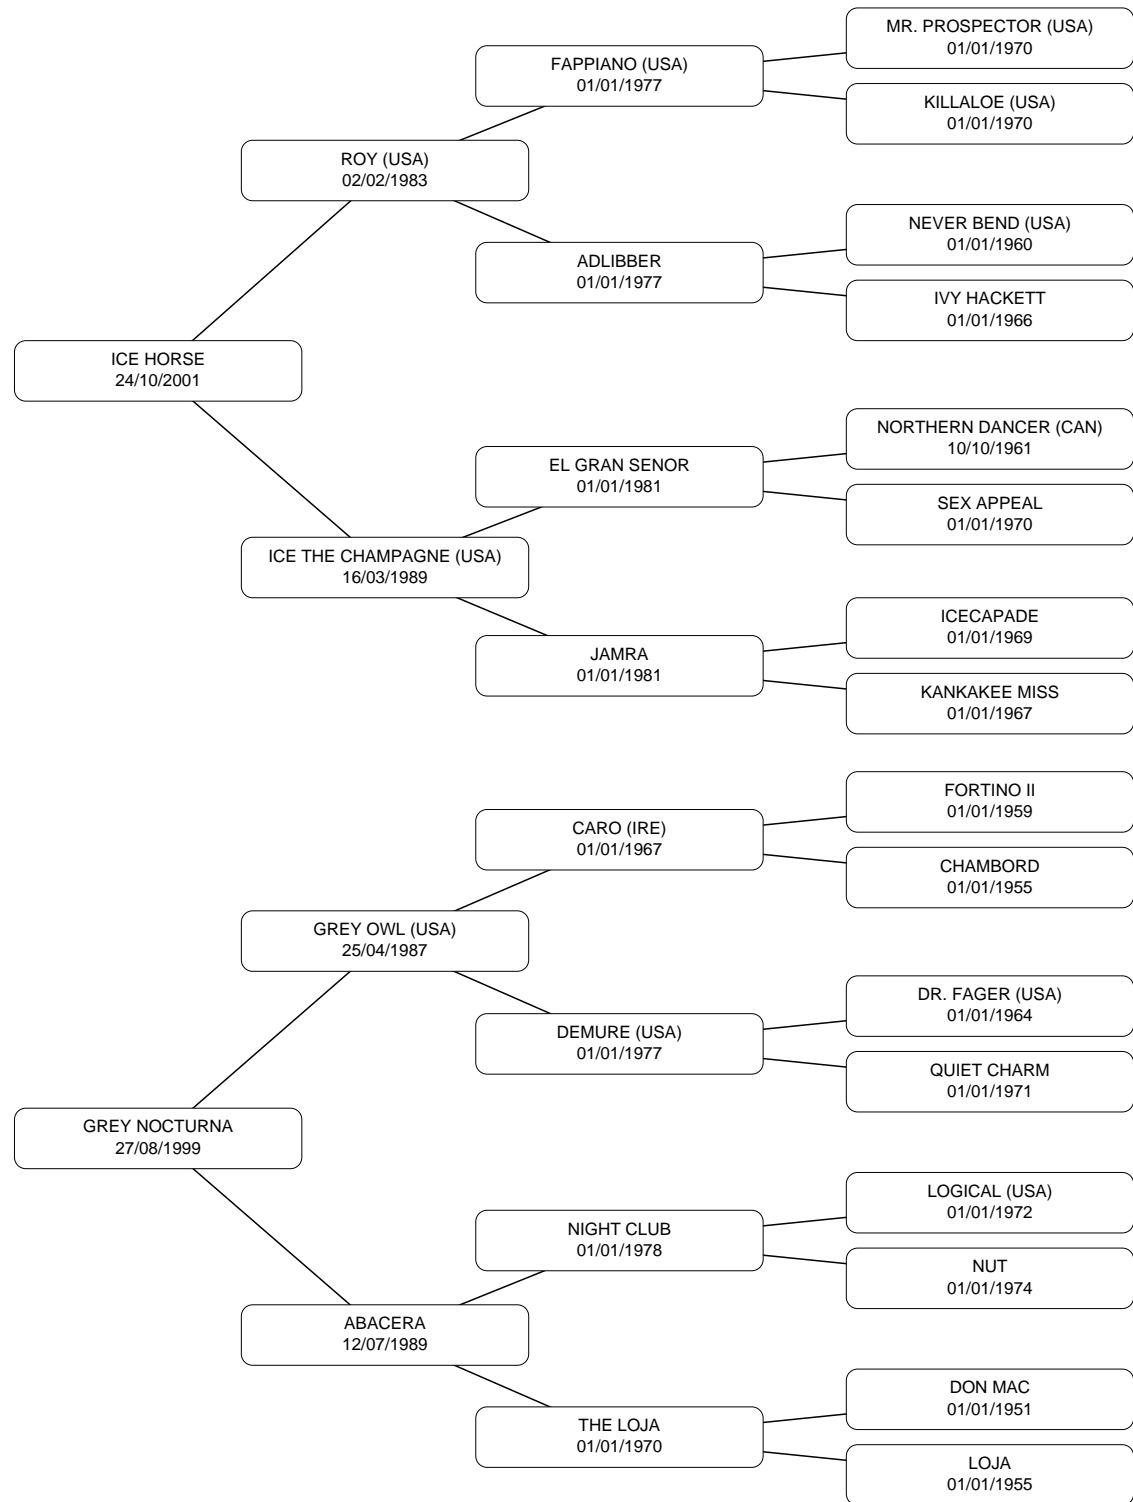 MR. PROSPECTOR (USA)
01/01/1970
FAPPIANO (USA)
01/01/1977
KILLALOE (USA)
01/01/1970
ROY (USA)
02/02/1983
NEVER BEND (USA)
01/01/1960
ADLIBBER
01/01/1977
IVY HACKETT
01/01/1966
ICE HORSE
24/10/2001
NORTHERN DANCER (CAN)
10/10/1961
EL GRAN SENOR
01/01/1981
SEX APPEAL
01/01/1970
ICE THE CHAMPAGNE (USA)
16/03/1989
ICECAPADE
01/01/1969
JAMRA
01/01/1981
KANKAKEE MISS
01/01/1967
FORTINO II
01/01/1959
CARO (IRE)
01/01/1967
CHAMBORD
01/01/1955
GREY OWL (USA)
25/04/1987
DR. FAGER (USA)
01/01/1964
DEMURE (USA)
01/01/1977
QUIET CHARM
01/01/1971
GREY NOCTURNA
27/08/1999
LOGICAL (USA)
01/01/1972
NIGHT CLUB
01/01/1978
NUT
01/01/1974
ABACERA
12/07/1989
DON MAC
01/01/1951
THE LOJA
01/01/1970
LOJA
01/01/1955